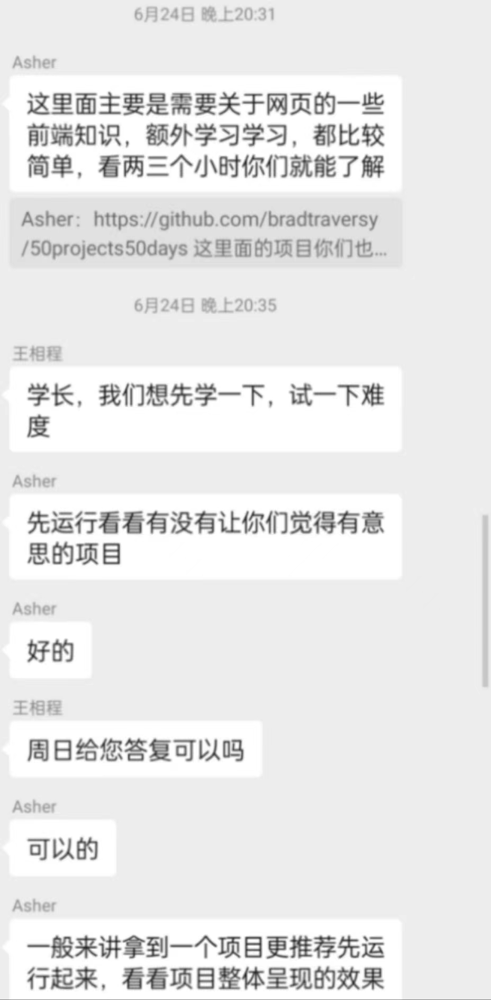 6月24日 晚上20:31
Asher
这里面主要是需要关于网页的一些
前端知识，额外学习学习，都比较
简单，看两三个小时你们就能了解
Asher：https://github.com/bradtraversy
/50projects50days 这里面的项目你们也...
6月24日 晚上20:35
王相程
学长，我们想先学一下，试一下难
度
Asher
先运行看看有没有让你们觉得有意
思的项目
Asher
好的
王相程
周日给您答复可以吗
Asher
可以的
Asher
一般来讲拿到一个项目更推荐先运
行起来，看看项目整体呈现的效果